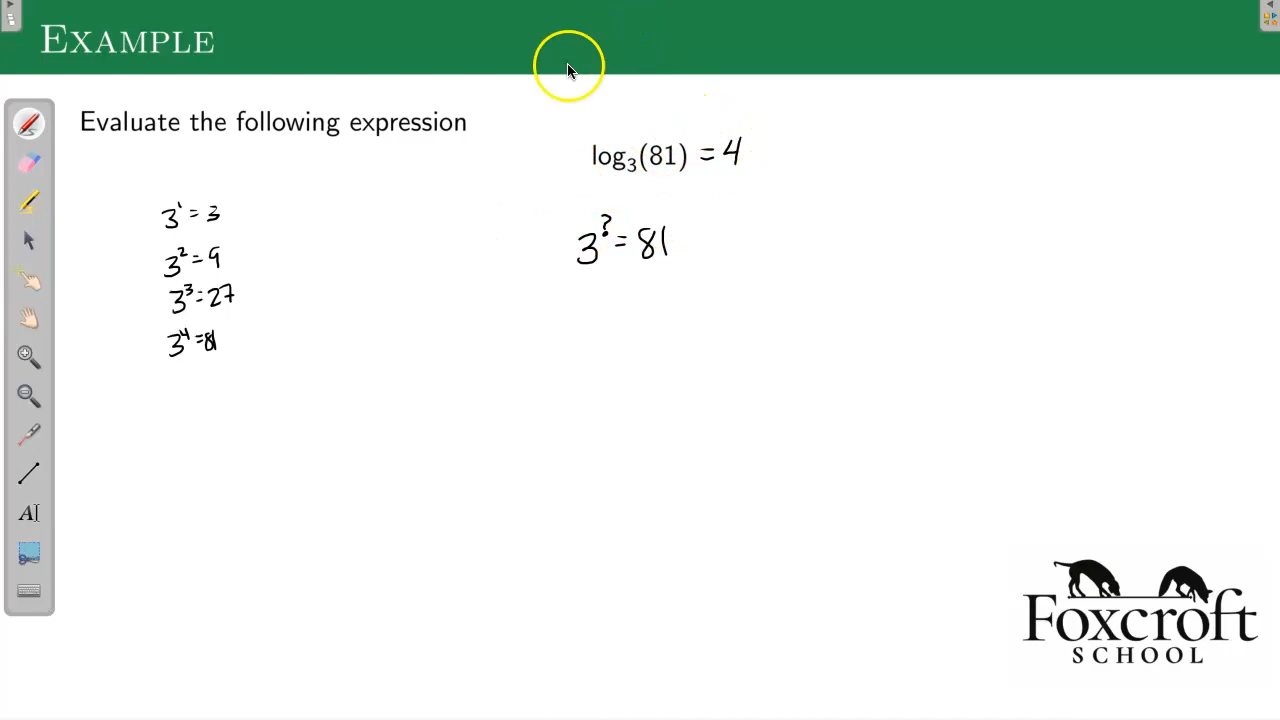 EXAMPLE
Evaluate the following expression
log₃(81) = 4
3¹ = 3
3² = 9
3³ = 27
3⁴ = 81
3^? = 81
AI
Foxcroft
SCHOOL